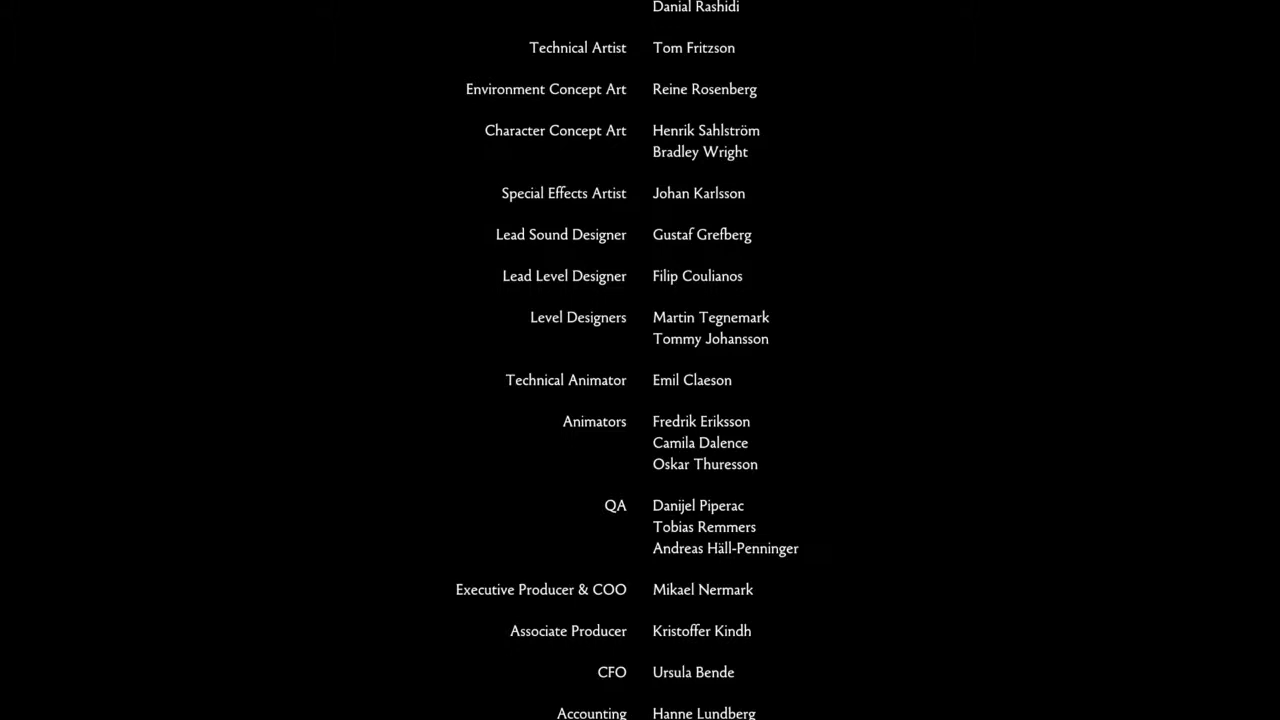 Danial Rashidi
Technical Artist Tom Fritzson
Environment Concept Art Reine Rosenberg
Character Concept Art Henrik Sahlström
Bradley Wright
Special Effects Artist Johan Karlsson
Lead Sound Designer Gustaf Grefberg
Lead Level Designer Filip Coulianos
Level Designers Martin Tegnemark
Tommy Johansson
Technical Animator Emil Claeson
Animators Fredrik Eriksson
Camila Dalence
Oskar Thuresson
QA Danijel Piperac
Tobias Remmers
Andreas Häll-Penninger
Executive Producer & COO Mikael Nermark
Associate Producer Kristoffer Kindh
CFO Ursula Bende
Accounting Hanne Lundberg